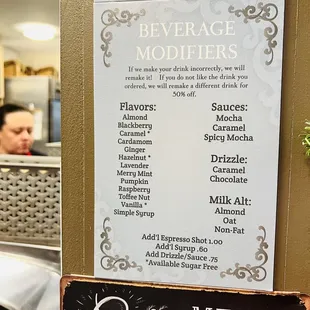 BEVERAGE
MODIFIERS
If we make your drink incorrectly, we will
remake it! If you do not like the drink you
ordered, we will remake a different drink for
50% off.
Flavors:
Almond
Blackberry
Caramel *
Cardamom
Ginger
Hazelnut *
Lavender
Merry Mint
Pumpkin
Raspberry
Toffee Nut
Vanilla *
Simple Syrup
Sauces:
Mocha
Caramel
Spicy Mocha
Drizzle:
Caramel
Chocolate
Milk Alt:
Almond
Oat
Non-Fat
Add'l Espresso Shot 1.00
Add'l Syrup .60
Add Drizzle/Sauce .75
*Available Sugar Free